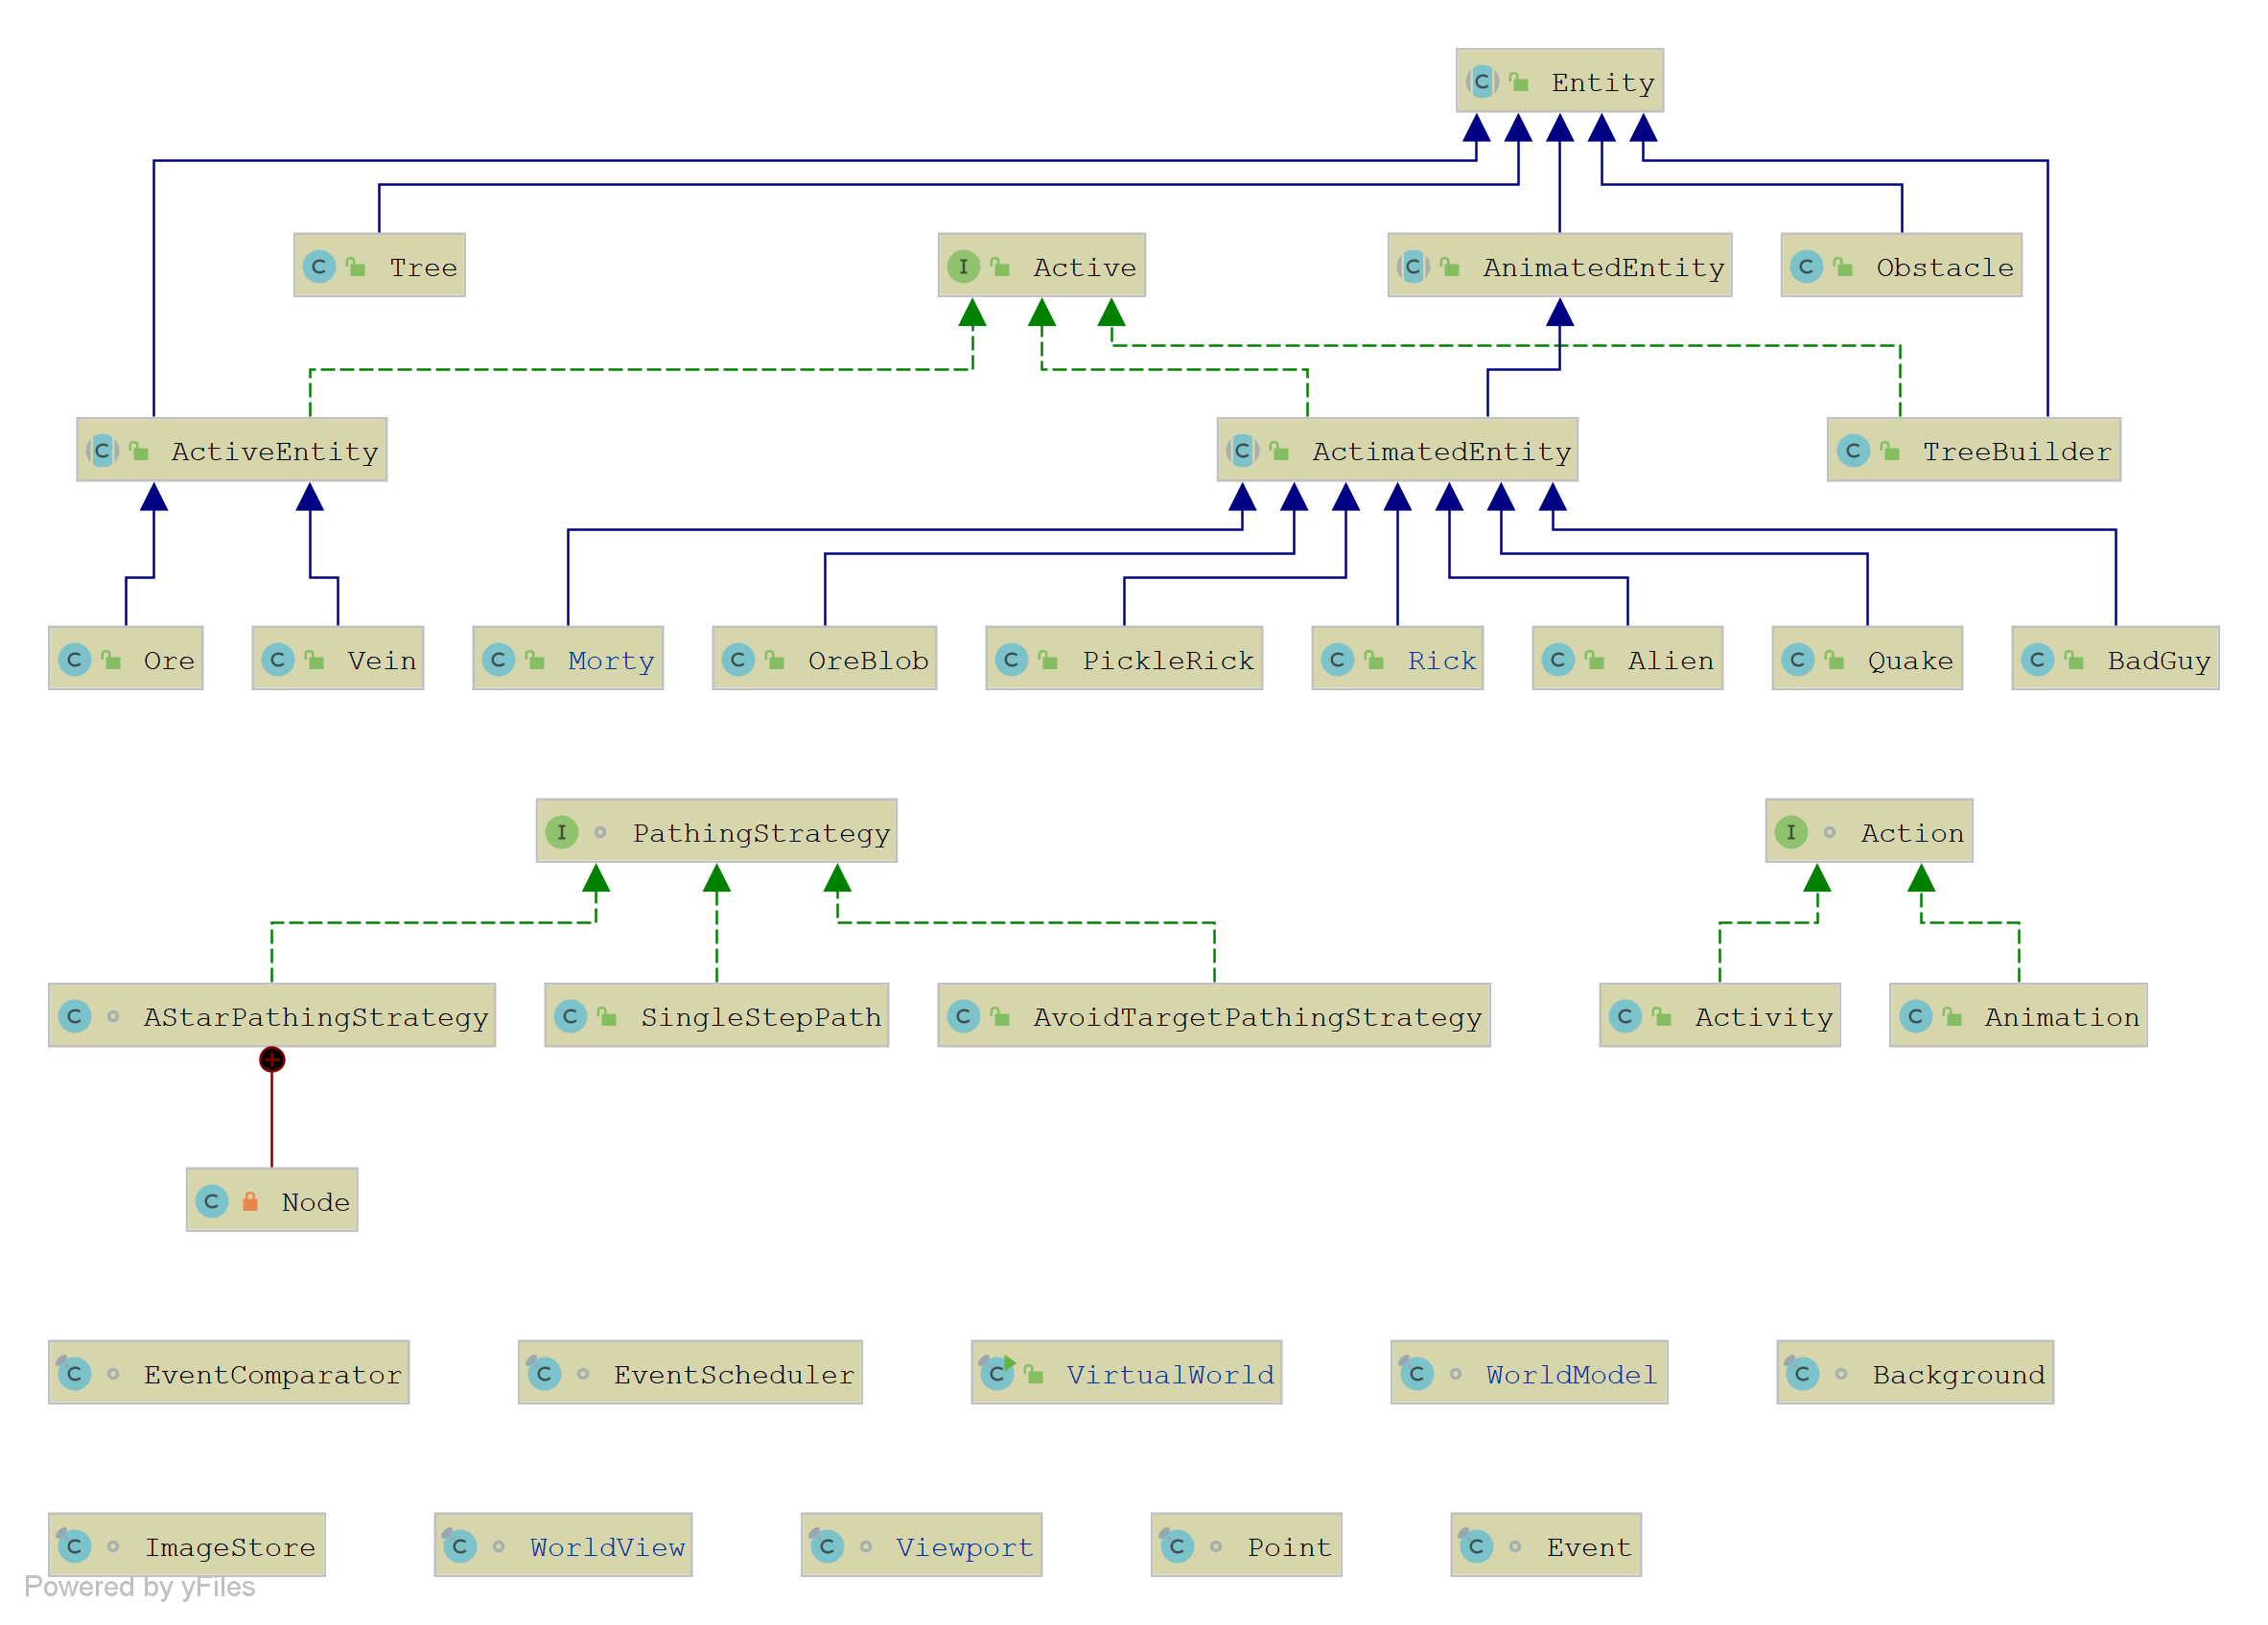 Entity
Tree
Active
AnimatedEntity
Obstacle
ActiveEntity
ActimatedEntity
TreeBuilder
Ore
Vein
Morty
OreBlob
PickleRick
Rick
Alien
Quake
BadGuy
PathingStrategy
Action
AStarPathingStrategy
SingleStepPath
AvoidTargetPathingStrategy
Activity
Animation
Node
EventComparator
EventScheduler
VirtualWorld
WorldModel
Background
ImageStore
WorldView
Viewport
Point
Event
Powered by yFiles